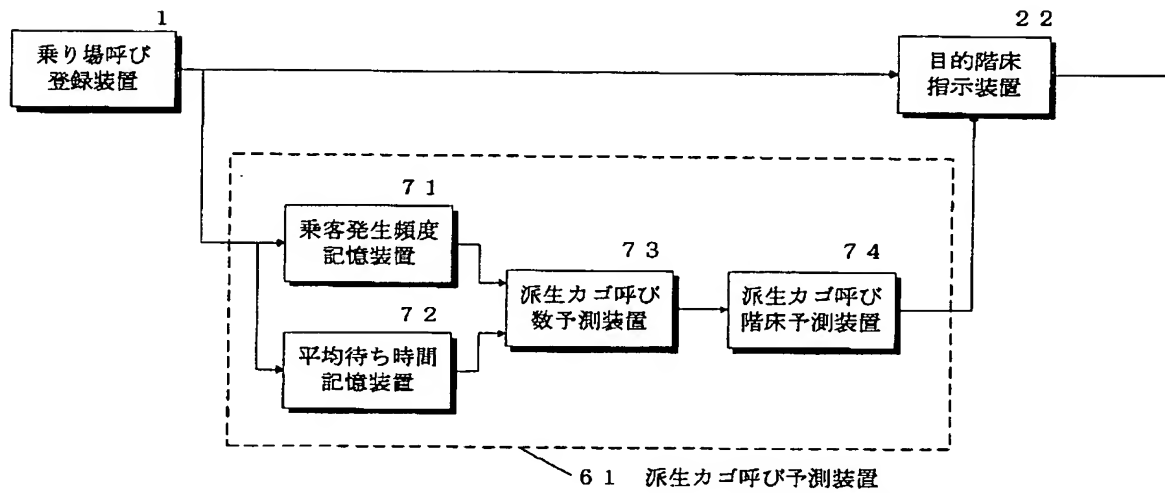 1
乗り場呼び
登録装置
22
目的階床
指示装置
71
乗客発生頻度
記憶装置
72
平均待ち時間
記憶装置
73
派生カゴ呼び
数予測装置
74
派生カゴ呼び
階床予測装置
61 派生カゴ呼び予測装置